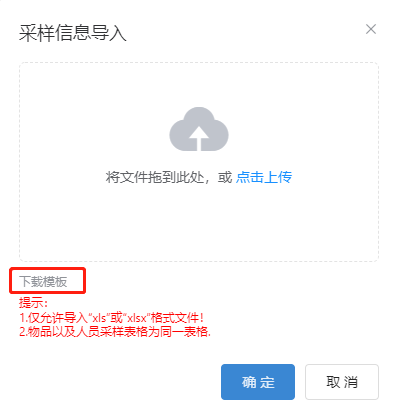 采样信息导入
将文件拖到此处，或 点击上传
下载模板
提示：
1.仅允许导入“xls”或“xlsx”格式文件！
2.物品以及人员采样表格为同一表格.
确 定 取 消